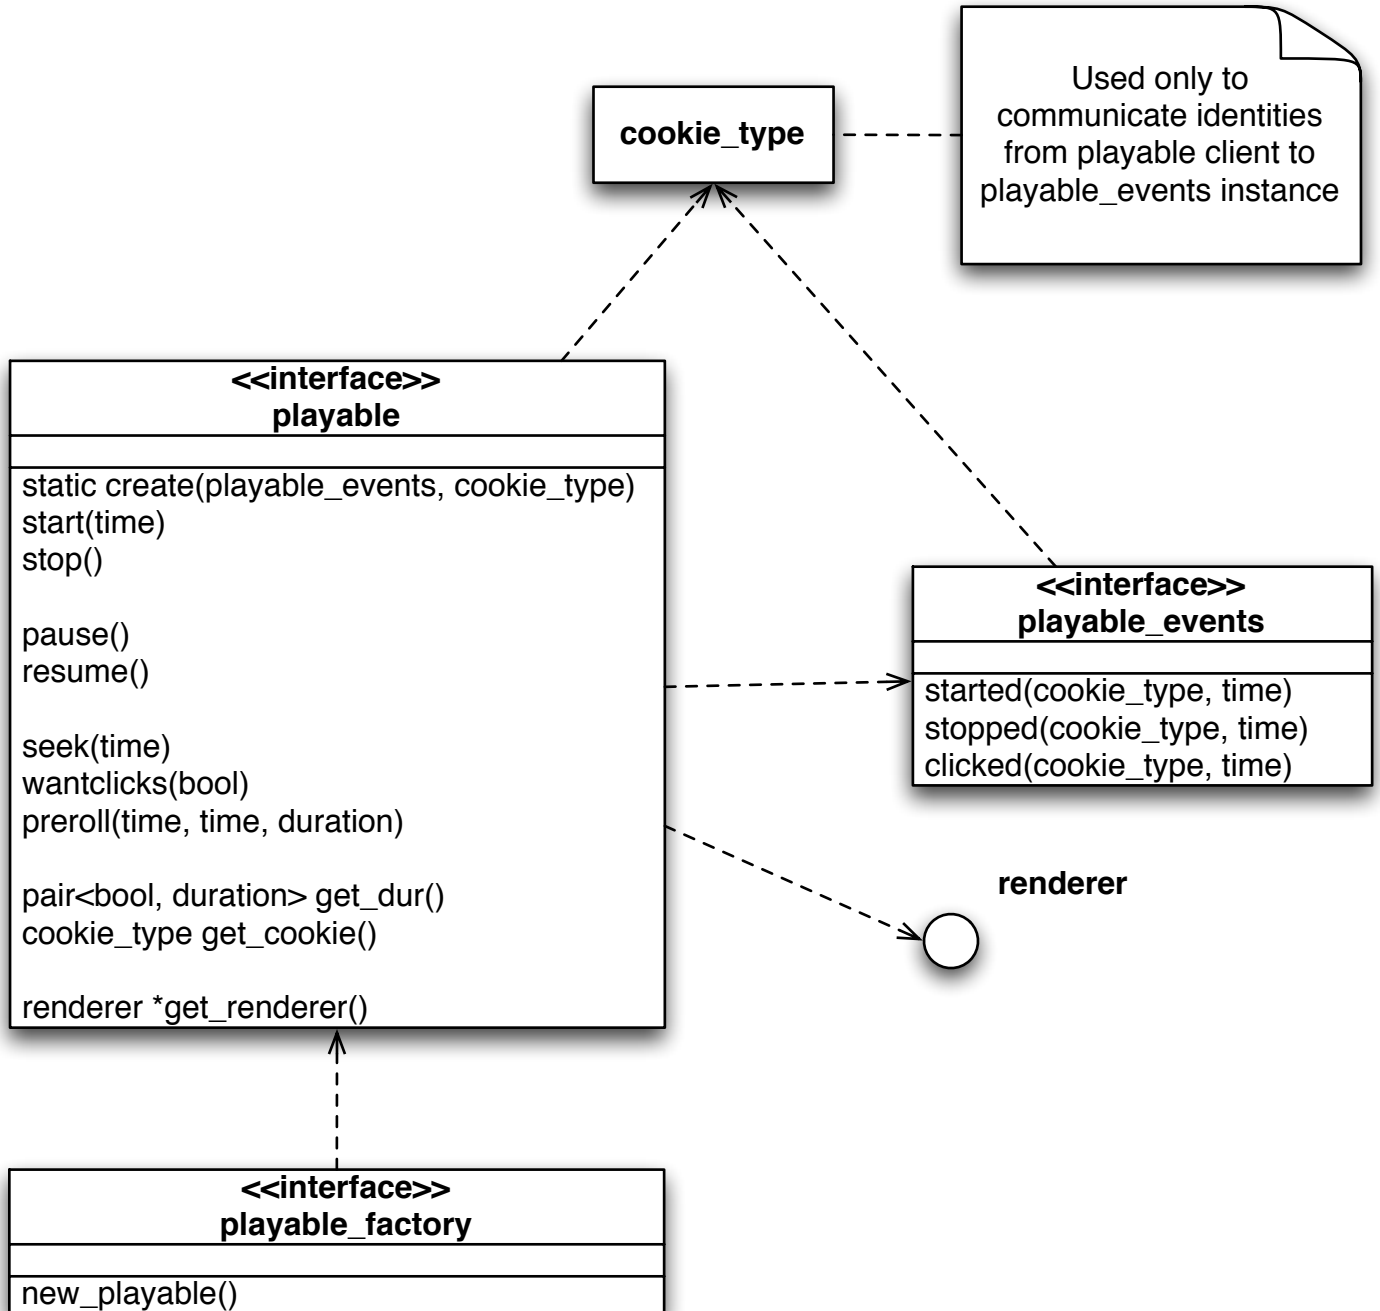 Used only to
communicate identities
from playable client to
playable_events instance
cookie_type
<<interface>>
playable
static create(playable_events, cookie_type)
start(time)
stop()
pause()
resume()
seek(time)
wantclicks(bool)
preroll(time, time, duration)
pair<bool, duration> get_dur()
cookie_type get_cookie()
renderer *get_renderer()
<<interface>>
playable_events
started(cookie_type, time)
stopped(cookie_type, time)
clicked(cookie_type, time)
renderer
<<interface>>
playable_factory
new_playable()